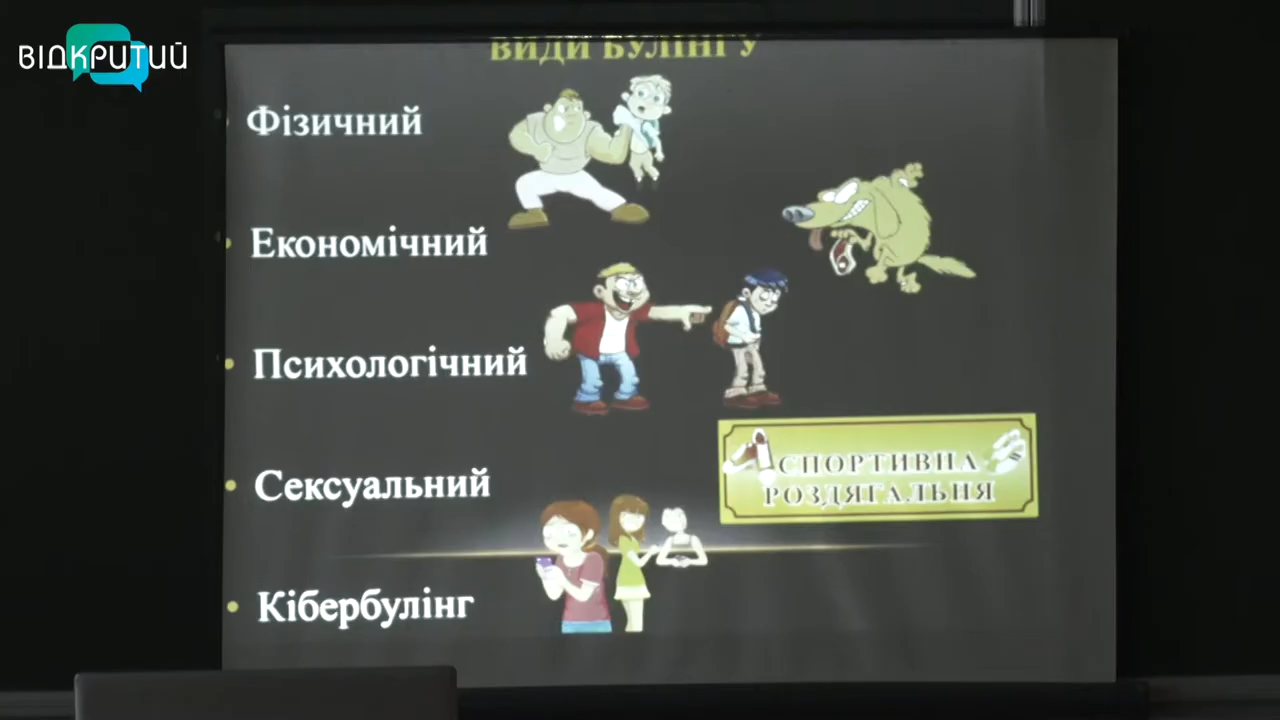 ВІДКРИТИЙ
ВИДИ БУЛІНГУ
Фізичний
Економічний
Психологічний
СПОРТИВНА
РОЗДЯГАЛЬНЯ
Сексуальний
Кібербулінг